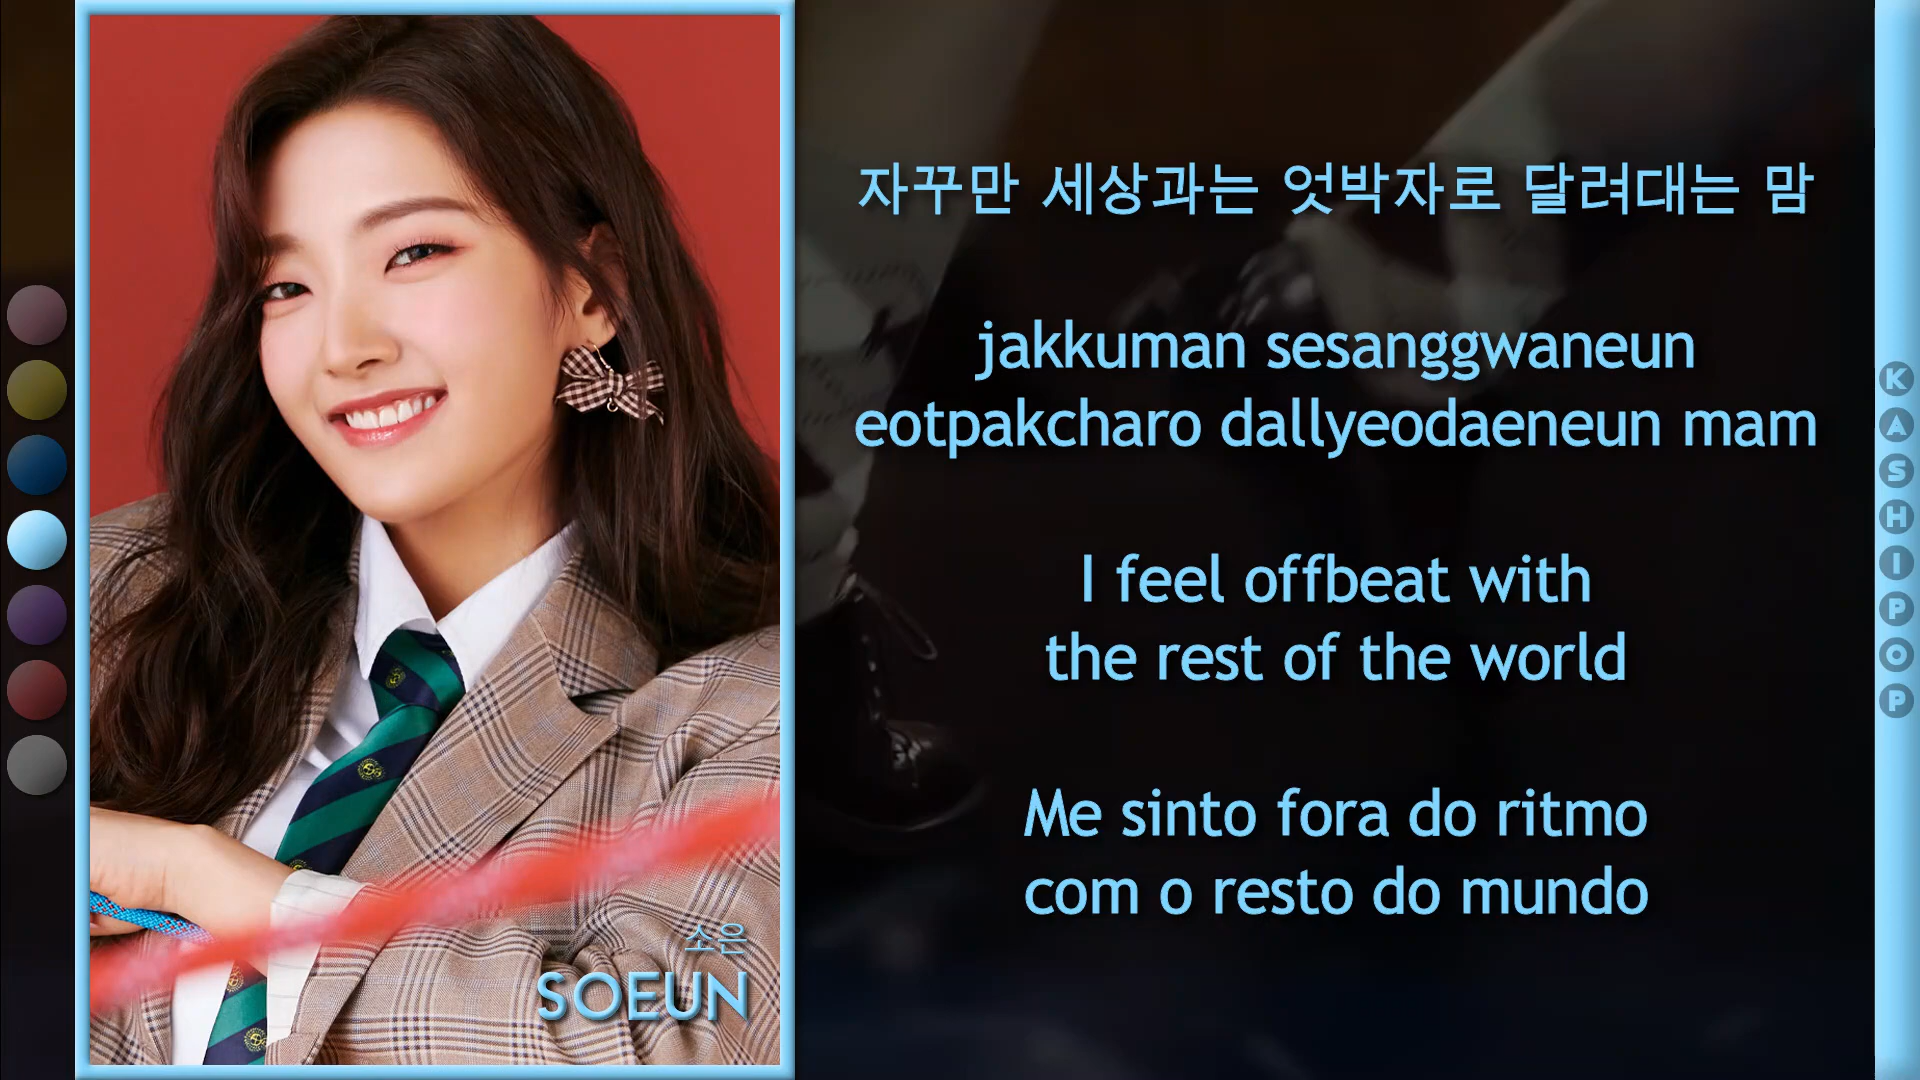 자꾸만 세상과는 엇박자로 달려대는 맘
jakkuman sesanggwaneun
eotpakcharo dallyeodaeneun mam
I feel offbeat with
the rest of the world
Me sinto fora do ritmo
com o resto do mundo
소은
SOEUN
KASHIPOP